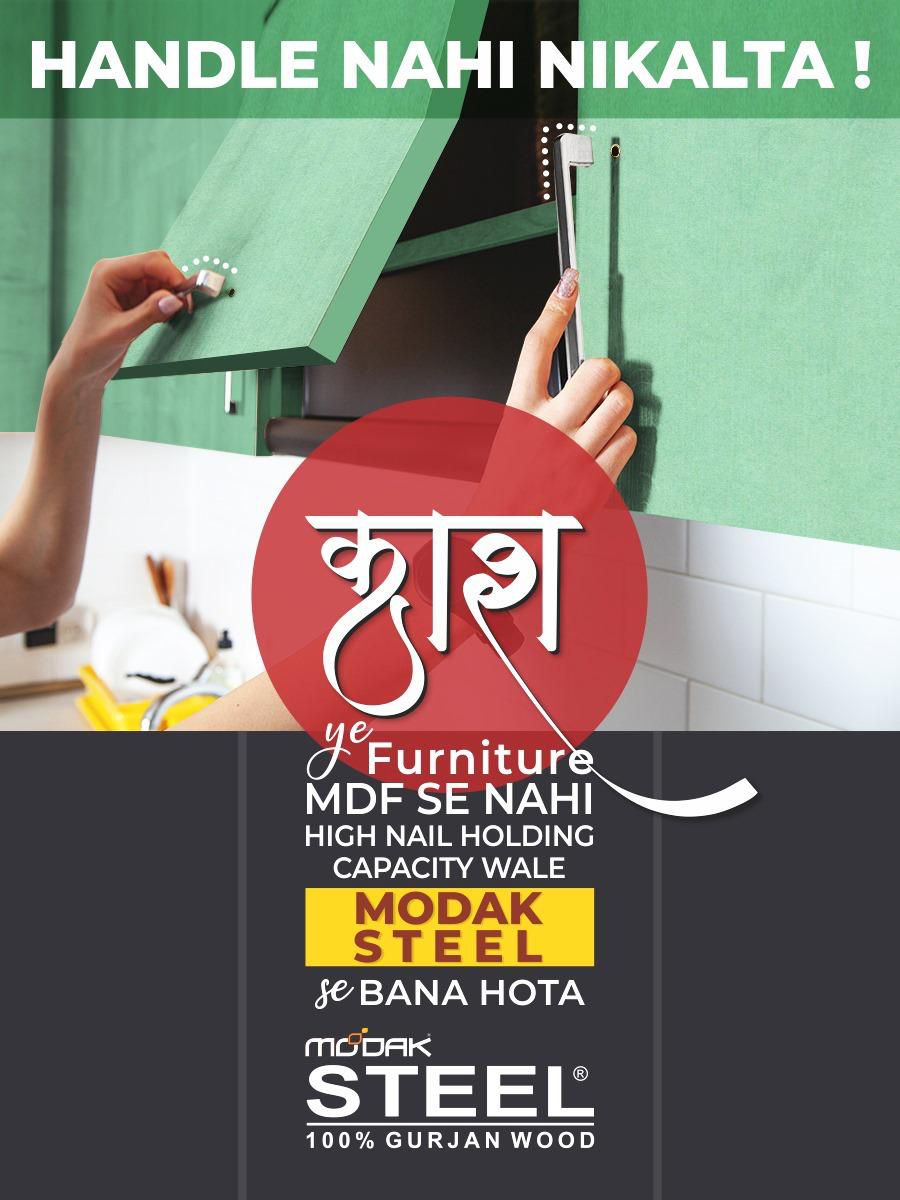 HANDLE NAHI NIKALTA !
काश
ye Furniture
MDF SE NAHI
HIGH NAIL HOLDING
CAPACITY WALE
MODAK
STEEL
se BANA HOTA
MODAK
STEEL®
100% GURJAN WOOD